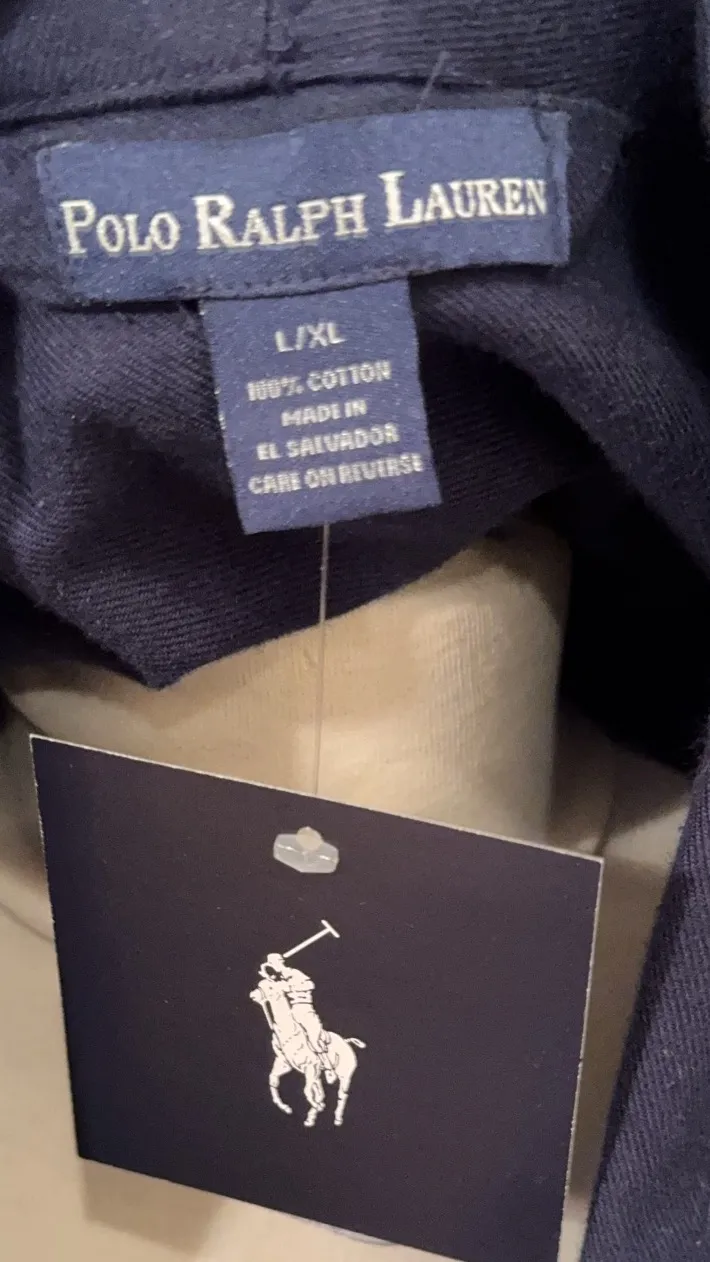 POLO RALPH LAUREN
L/XL
100% COTTON
MADE IN
EL SALVADOR
CARE ON REVERSE